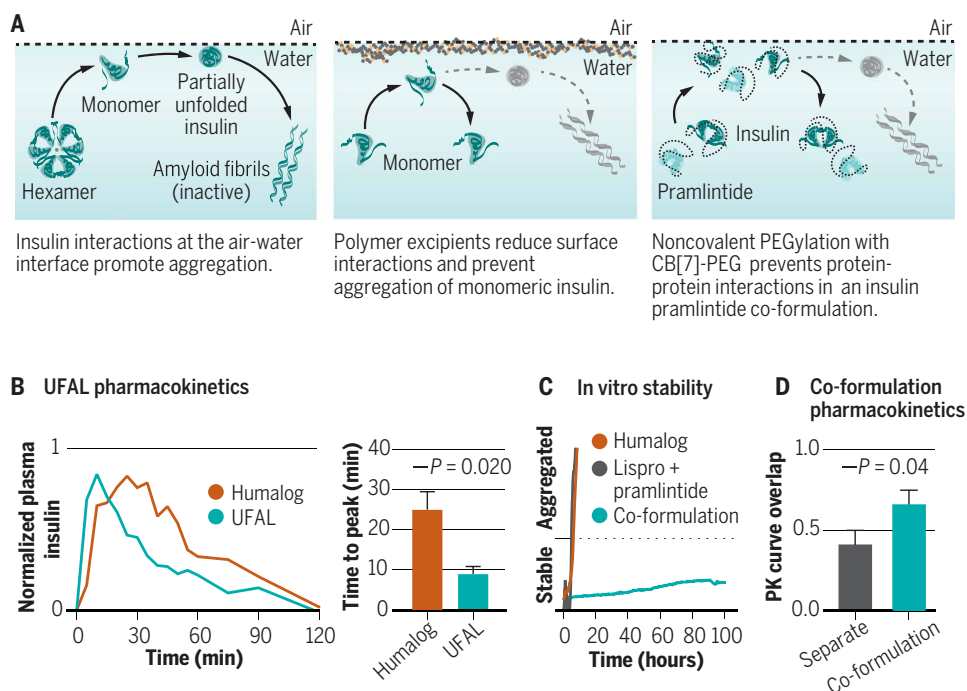 A
Air
Water
Monomer
Partially
unfolded
insulin
Hexamer
Amyloid fibrils
(inactive)
Insulin interactions at the air-water
interface promote aggregation.
Air
Water
Monomer
Polymer excipients reduce surface
interactions and prevent
aggregation of monomeric insulin.
Air
Water
Insulin
Pramlintide
Noncovalent PEGylation with
CB[7]-PEG prevents protein-
protein interactions in an insulin
pramlintide co-formulation.
B UFAL pharmacokinetics
Normalized plasma
insulin
1
0
Humalog
UFAL
0 30 60 90 120
Time (min)
Time to peak (min)
40
30
20
10
0
P = 0.020
Humalog
UFAL
C In vitro stability
Aggregated
Stable
Humalog
Lispro +
pramlintide
Co-formulation
0 20 40 60 80 100
Time (hours)
D Co-formulation
pharmacokinetics
PK curve overlap
1.0
0.5
0.0
P = 0.04
Separate
Co-formulation